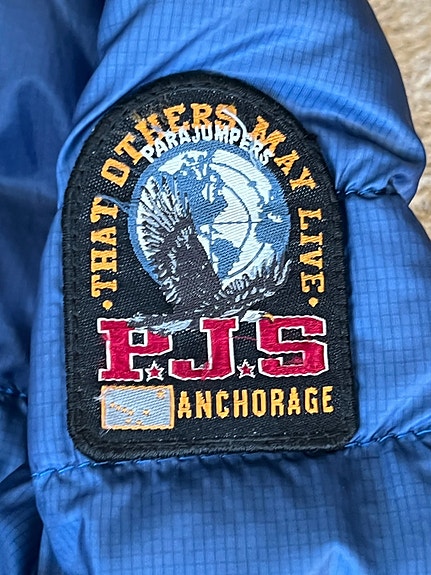 ·THAT OTHERS MAY LIVE·
PARAJUMPERS
P.J.S
ANCHORAGE